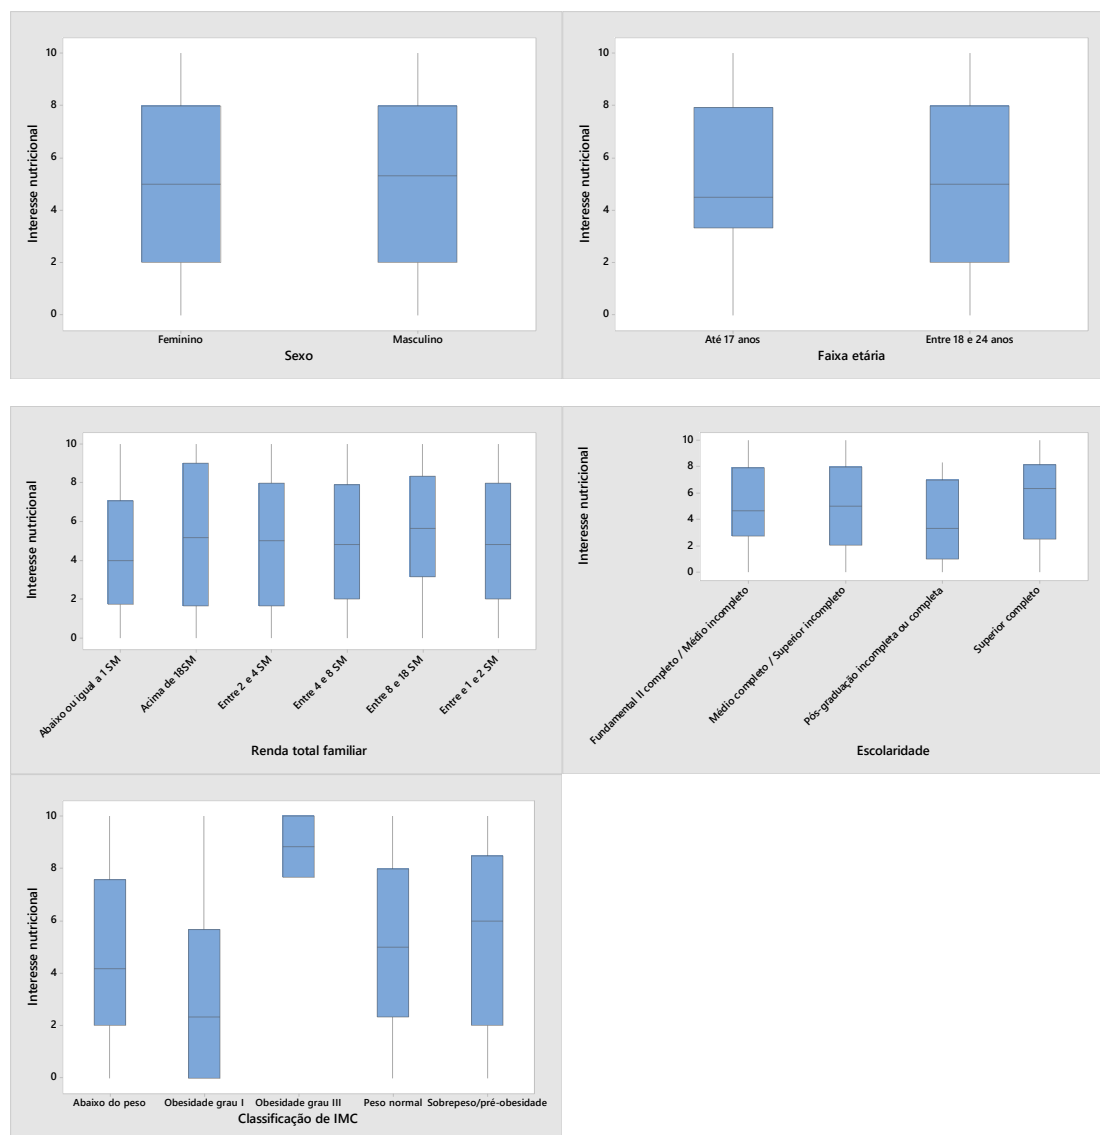 Interesse nutricional
10
8
6
4
2
0
Feminino
Masculino
Sexo
Interesse nutricional
10
8
6
4
2
0
Até 17 anos
Entre 18 e 24 anos
Faixa etária
Interesse nutricional
10
8
6
4
2
0
Abaixo ou igual a 1 SM
Acima de 18SM
Entre 2 e 4 SM
Entre 4 e 8 SM
Entre 8 e 18 SM
Entre e 1 e 2 SM
Renda total familiar
Interesse nutricional
10
8
6
4
2
0
Fundamental II completo / Médio incompleto
Médio completo / Superior incompleto
Pós-graduação incompleta ou completa
Superior completo
Escolaridade
Interesse nutricional
10
8
6
4
2
0
Abaixo do peso
Obesidade grau I
Obesidade grau III
Peso normal
Sobrepeso/pré-obesidade
Classificação de IMC